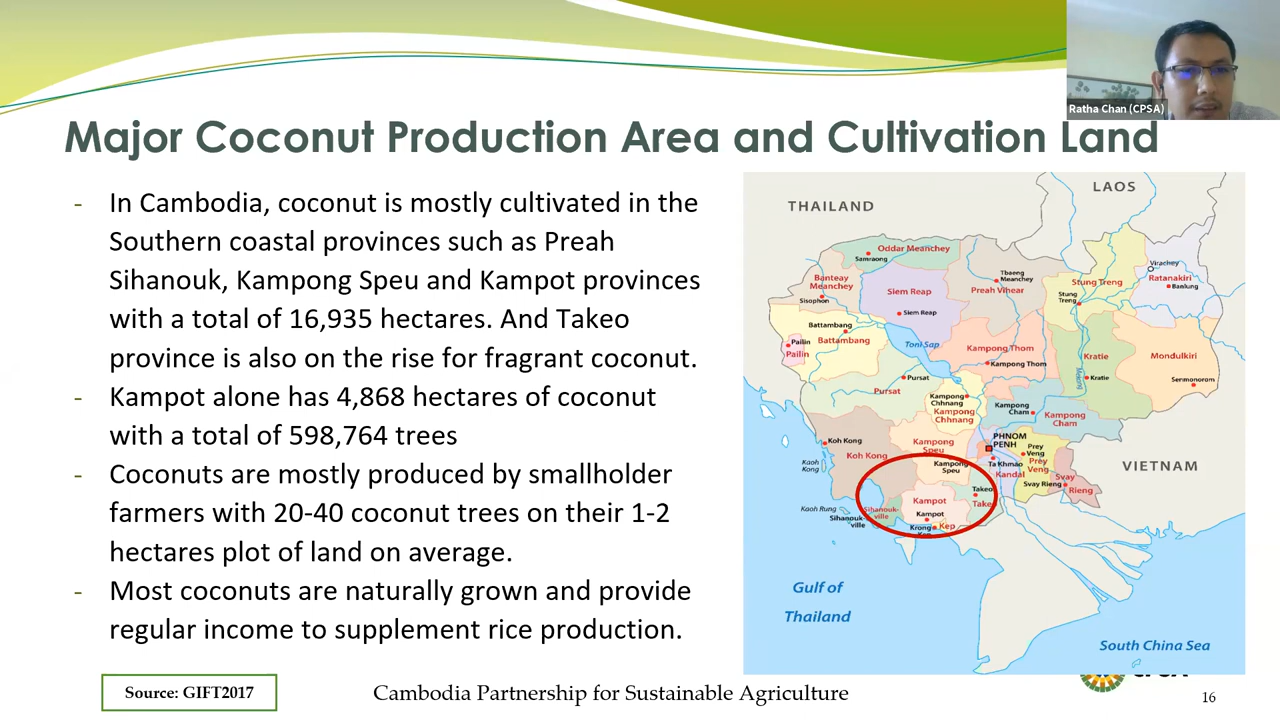 Ratha Chan (CPSA)
Major Coconut Production Area and Cultivation Land
- In Cambodia, coconut is mostly cultivated in the
Southern coastal provinces such as Preah
Sihanouk, Kampong Speu and Kampot provinces
with a total of 16,935 hectares. And Takeo
province is also on the rise for fragrant coconut.
- Kampot alone has 4,868 hectares of coconut
with a total of 598,764 trees
- Coconuts are mostly produced by smallholder
farmers with 20-40 coconut trees on their 1-2
hectares plot of land on average.
- Most coconuts are naturally grown and provide
regular income to supplement rice production.
LAOS
THAILAND
Oddar Meanchey
Samraong
Banteay
Meanchey
Sisophon
Siem Reap
Siem Reap
Tbaeng
Meanchey
Preah Vihear
Stung Treng
Stung
Treng
Virachey
Ratanakiri
Banlung
Battambang
Battambang
Pailin
Pailin
Tonl Sap
Kampong Thom
Kampong Thom
Kratie
Kratie
Mekong
Mondulkiri
Senmonorom
Pursat
Pursat
Kampong
Chhnang
Kampong
Chhnang
Kampong
Cham
Kampong
Cham
Koh Kong
Koh Kong
Kaoh
Kong
Kampong
Speu
Kampong
Speu
PHNOM
PENH
Ta Khmao
Kandal
Prey
Veng
Prey
Veng
Svay Rieng
Svay
Rieng
VIETNAM
Takeo
Take
Kampot
Kampot
Kaoh Rung
Sihanouk-
ville
Sihanouk-
ville
Krong
Kep
Gulf of
Thailand
South China Sea
Source: GIFT2017
Cambodia Partnership for Sustainable Agriculture
16